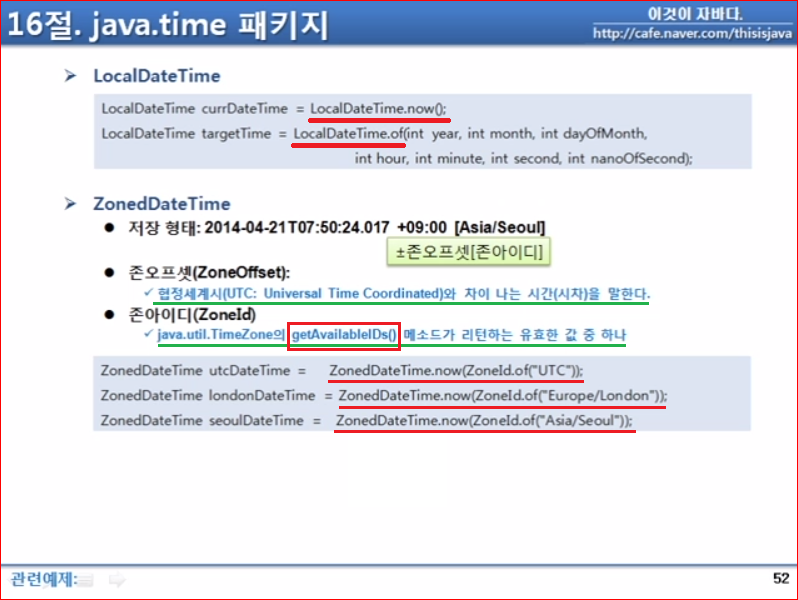 16절. java.time 패키지
이것이 자바다.
http://cafe.naver.com/thisisjava
➢ LocalDateTime
LocalDateTime currDateTime = LocalDateTime.now();
LocalDateTime targetTime = LocalDateTime.of(int year, int month, int dayOfMonth,
int hour, int minute, int second, int nanoOfSecond);
➢ ZonedDateTime
● 저장 형태: 2014-04-21T07:50:24.017 +09:00 [Asia/Seoul]
±존오프셋[존아이디]
● 존오프셋(ZoneOffset):
✓협정세계시(UTC: Universal Time Coordinated)와 차이 나는 시간(시차)을 말한다.
● 존아이디(ZoneId)
✓java.util.TimeZone의 getAvailableIDs() 메소드가 리턴하는 유효한 값 중 하나
ZonedDateTime utcDateTime = ZonedDateTime.now(ZoneId.of("UTC"));
ZonedDateTime londonDateTime = ZonedDateTime.now(ZoneId.of("Europe/London"));
ZonedDateTime seoulDateTime = ZonedDateTime.now(ZoneId.of("Asia/Seoul"));
관련예제:
52